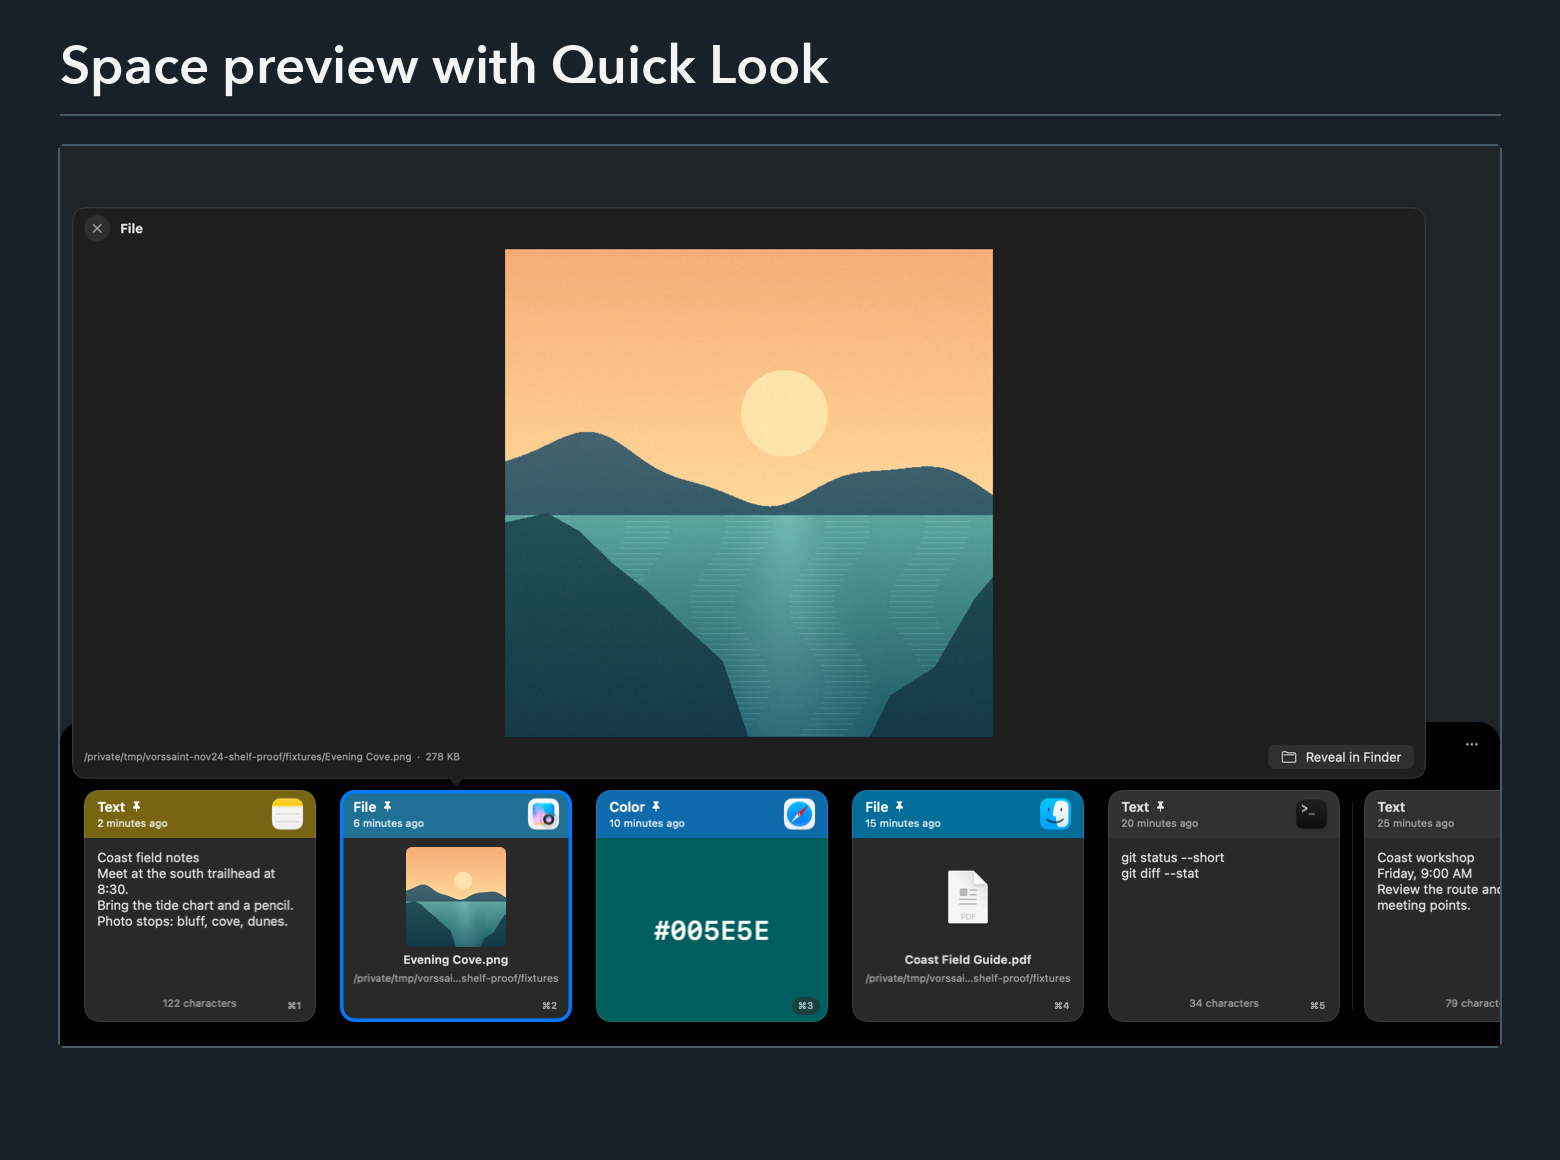 Space preview with Quick Look
File
/private/tmp/vorssaint-nov24-shelf-proof/fixtures/Evening Cove.png · 278 KB
Reveal in Finder
Text
2 minutes ago
Coast field notes
Meet at the south trailhead at
8:30.
Bring the tide chart and a pencil.
Photo stops: bluff, cove, dunes.
122 characters
⌘1
File
6 minutes ago
Evening Cove.png
/private/tmp/vorssai...shelf-proof/fixtures
⌘2
Color
10 minutes ago
#005E5E
⌘3
File
15 minutes ago
PDF
Coast Field Guide.pdf
/private/tmp/vorssai...shelf-proof/fixtures
⌘4
Text
20 minutes ago
>_
git status --short
git diff --stat
34 characters
⌘5
Text
25 minutes ago
Coast workshop
Friday, 9:00 AM
Review the route and
meeting points.
79